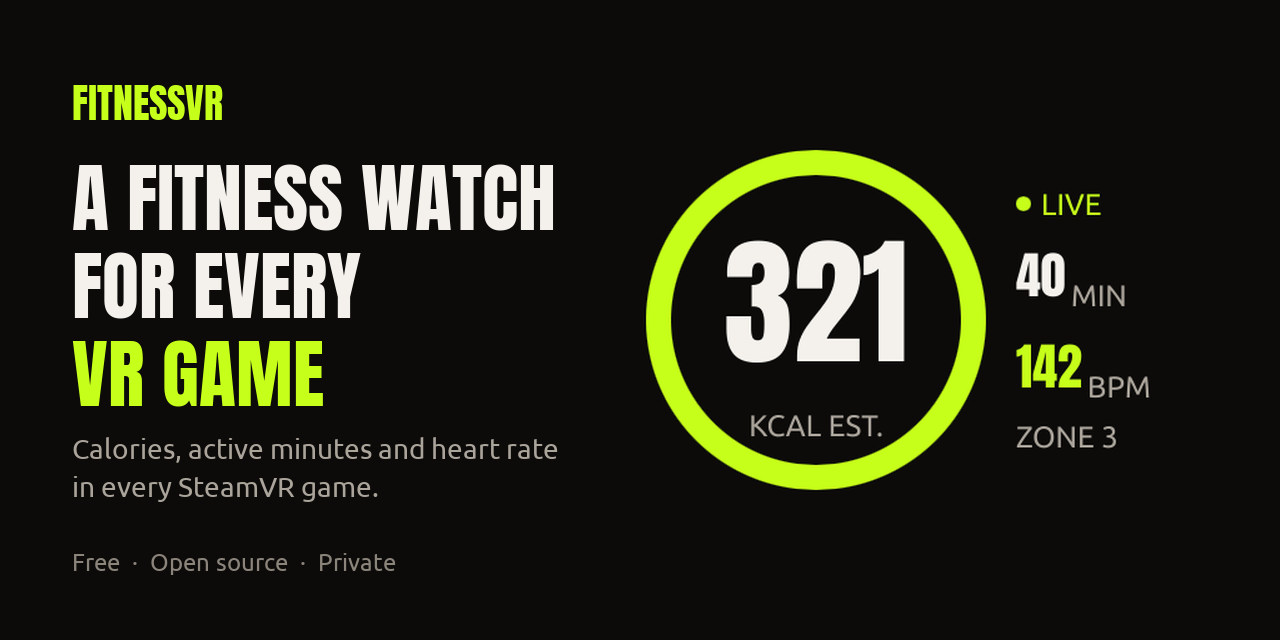 FITNESSVR
A FITNESS WATCH
FOR EVERY
VR GAME
Calories, active minutes and heart rate
in every SteamVR game.
Free · Open source · Private
321
KCAL EST.
LIVE
40 MIN
142 BPM
ZONE 3